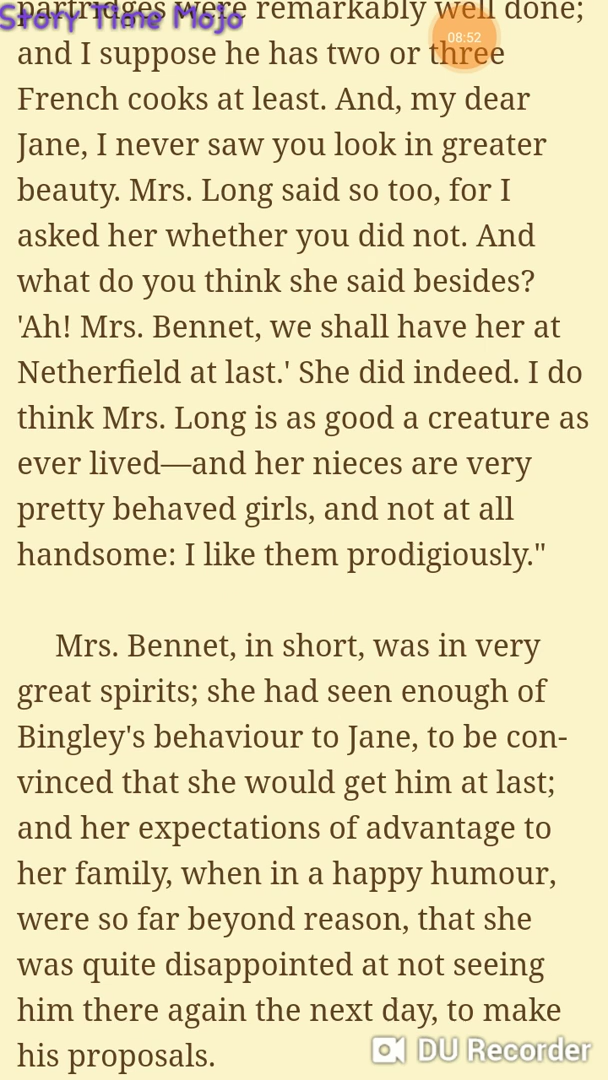 partridges were remarkably well done;
Story Time Mojo
08:52
and I suppose he has two or three
French cooks at least. And, my dear
Jane, I never saw you look in greater
beauty. Mrs. Long said so too, for I
asked her whether you did not. And
what do you think she said besides?
'Ah! Mrs. Bennet, we shall have her at
Netherfield at last.' She did indeed. I do
think Mrs. Long is as good a creature as
ever lived—and her nieces are very
pretty behaved girls, and not at all
handsome: I like them prodigiously."
Mrs. Bennet, in short, was in very
great spirits; she had seen enough of
Bingley's behaviour to Jane, to be con-
vinced that she would get him at last;
and her expectations of advantage to
her family, when in a happy humour,
were so far beyond reason, that she
was quite disappointed at not seeing
him there again the next day, to make
his proposals.
DU Recorder